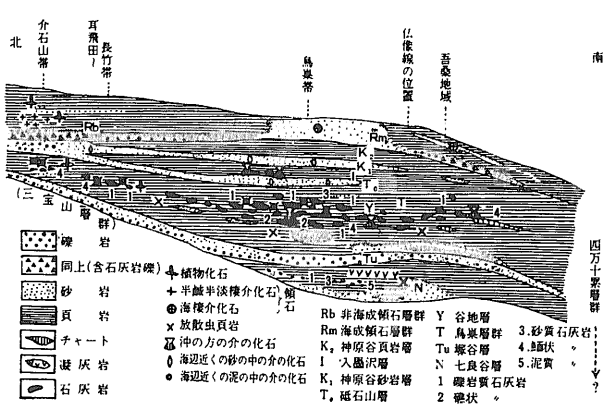 北
介石山帯
耳飛田〜
長竹帯
鳥巣帯
仏像線の位置
吾桑地域
南
Rb
Rm
K
K
T
Y
T
Tu
N
(三宝山層群)
四万十累層群
?
礫岩
同上(含石灰岩礫)
砂岩
頁岩
チャート
凝灰岩
石灰岩
植物化石
半鹹半淡棲介化石
海棲介化石
領石
放散虫頁岩
沖の方の介の化石
海辺近くの砂の中の介の化石
海辺近くの泥の中の介の化石
Rb 非海成領石層群
Rm 海成領石層群
K₂ 神原谷頁岩層
I 入墨沢層
K₁ 神原谷砂岩層
T₀ 砥石山層
Y 谷地層
T 鳥巣層群
Tu 塚谷層
N 七良谷層
1 礫岩質石灰岩
2 礁状 〃
3.砂質石灰岩
4.鰤状 〃
5.泥質 〃